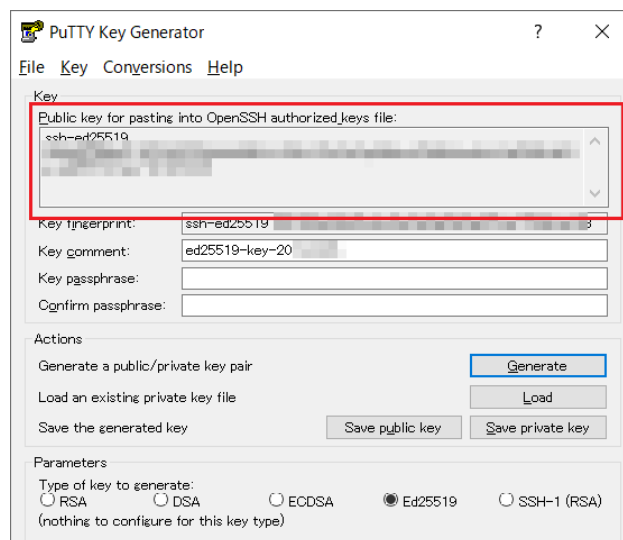 PuTTY Key Generator ? ×
File Key Conversions Help
Key
Public key for pasting into OpenSSH authorized_keys file:
ssh-ed25519
Key fingerprint: ssh-ed25519
Key comment: ed25519-key-20
Key passphrase:
Confirm passphrase:
Actions
Generate a public/private key pair Generate
Load an existing private key file Load
Save the generated key Save public key Save private key
Parameters
Type of key to generate:
RSA DSA ECDSA Ed25519 SSH-1 (RSA)
(nothing to configure for this key type)